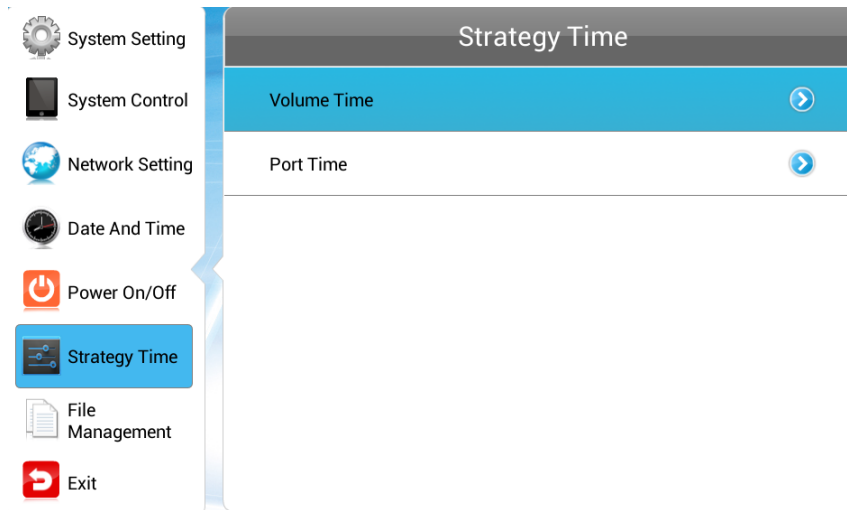 System Setting
System Control
Network Setting
Date And Time
Power On/Off
Strategy Time
File
Management
Exit
Strategy Time
Volume Time
Port Time